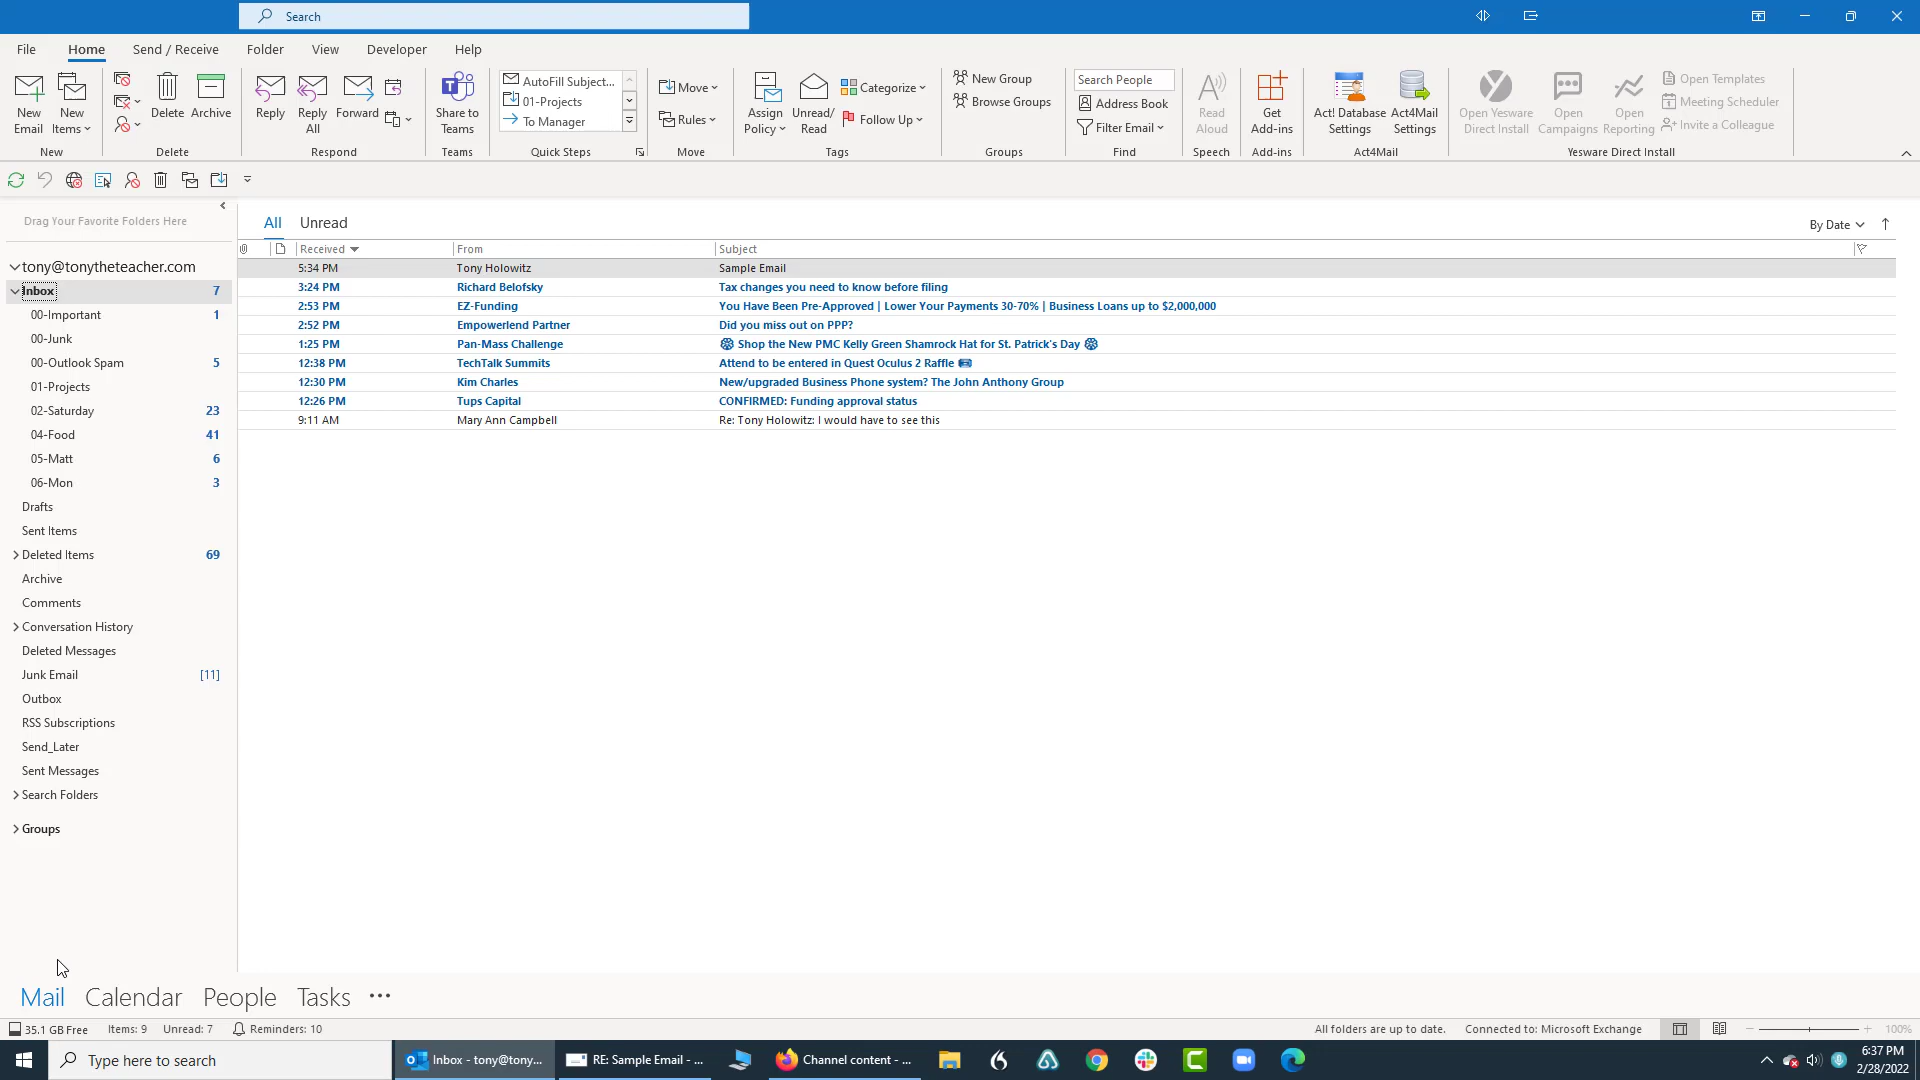 Search
File Home Send / Receive Folder View Developer Help
New Email
New Items
New
Delete
Archive
Delete
Reply
Reply All
Forward
Respond
Share to Teams
Teams
AutoFill Subject...
01-Projects
To Manager
Quick Steps
Move
Rules
Move
Assign Policy
Unread/ Read
Categorize
Follow Up
Tags
New Group
Browse Groups
Groups
Search People
Address Book
Filter Email
Find
Read Aloud
Speech
Get Add-ins
Add-ins
Act! Database Settings
Act4Mail Settings
Act4Mail
Open Yesware Direct Install
Open Campaigns
Open Reporting
Open Templates
Meeting Scheduler
Invite a Colleague
Yesware Direct Install
Drag Your Favorite Folders Here
tony@tonytheteacher.com
Inbox 7
00-Important 1
00-Junk
00-Outlook Spam 5
01-Projects
02-Saturday 23
04-Food 41
05-Matt 6
06-Mon 3
Drafts
Sent Items
Deleted Items 69
Archive
Comments
Conversation History
Deleted Messages
Junk Email [11]
Outbox
RSS Subscriptions
Send_Later
Sent Messages
Search Folders
Groups
All Unread By Date
Received From Subject
5:34 PM Tony Holowitz Sample Email
3:24 PM Richard Belofsky Tax changes you need to know before filing
2:53 PM EZ-Funding You Have Been Pre-Approved | Lower Your Payments 30-70% | Business Loans up to $2,000,000
2:52 PM Empowerlend Partner Did you miss out on PPP?
1:25 PM Pan-Mass Challenge Shop the New PMC Kelly Green Shamrock Hat for St. Patrick's Day
12:38 PM TechTalk Summits Attend to be entered in Quest Oculus 2 Raffle
12:30 PM Kim Charles New/upgraded Business Phone system? The John Anthony Group
12:26 PM Tups Capital CONFIRMED: Funding approval status
9:11 AM Mary Ann Campbell Re: Tony Holowitz: I would have to see this
Mail Calendar People Tasks ...
35.1 GB Free Items: 9 Unread: 7 Reminders: 10 All folders are up to date. Connected to: Microsoft Exchange 100%
Type here to search
Inbox - tony@tony...
RE: Sample Email - ...
Channel content - ...
6:37 PM
2/28/2022